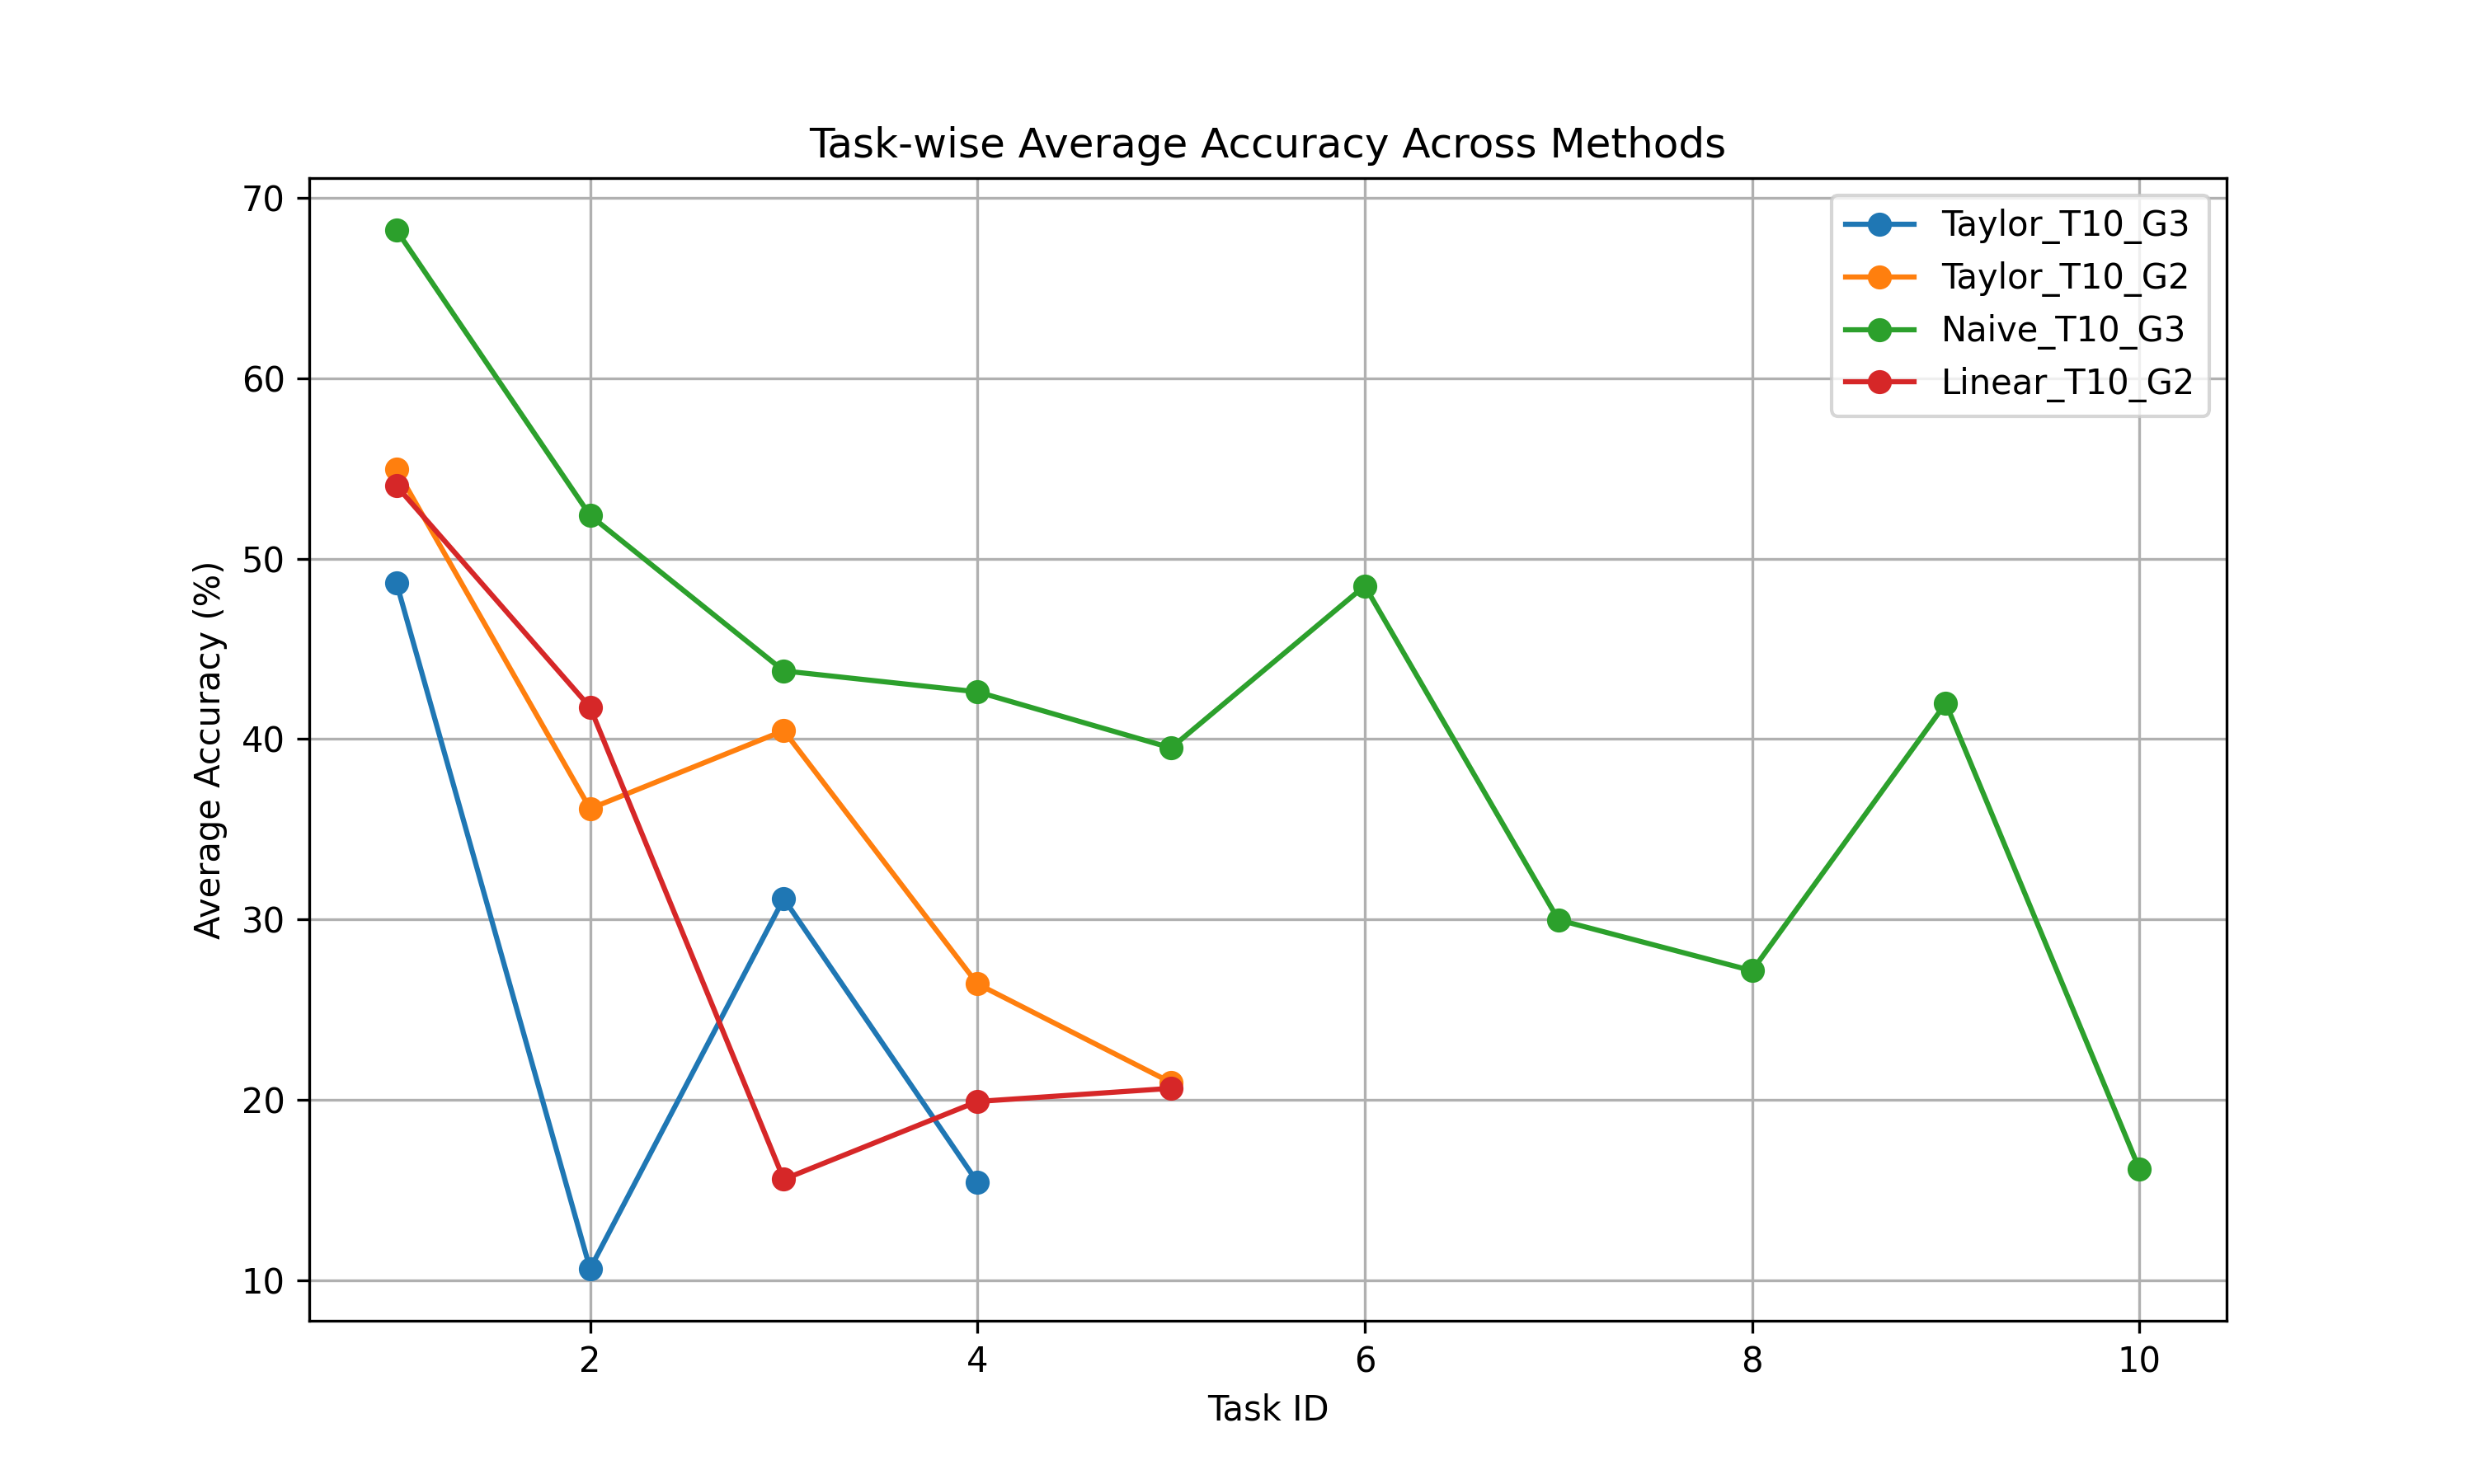 Task-wise Average Accuracy Across Methods
70
60
50
40
30
20
10
Average Accuracy (%)
Taylor_T10_G3
Taylor_T10_G2
Naive_T10_G3
Linear_T10_G2
2 4 6 8 10
Task ID